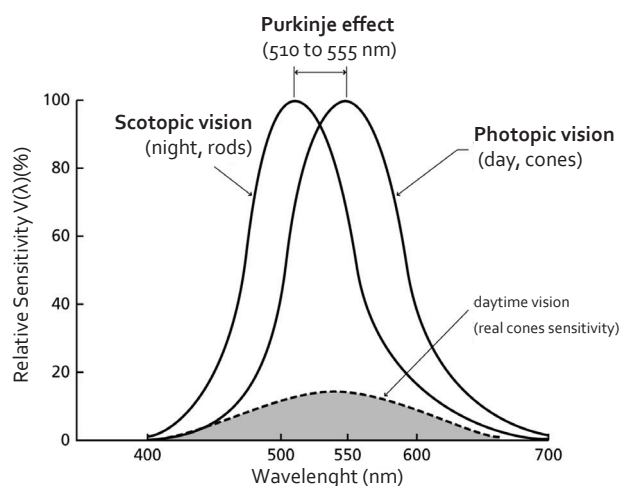 Purkinje effect
(510 to 555 nm)
Scotopic vision
(night, rods)
Photopic vision
(day, cones)
daytime vision
(real cones sensitivity)
Relative Sensitivity V(λ)(%)
100
80
60
40
20
0
400
500
550
600
700
Wavelenght (nm)